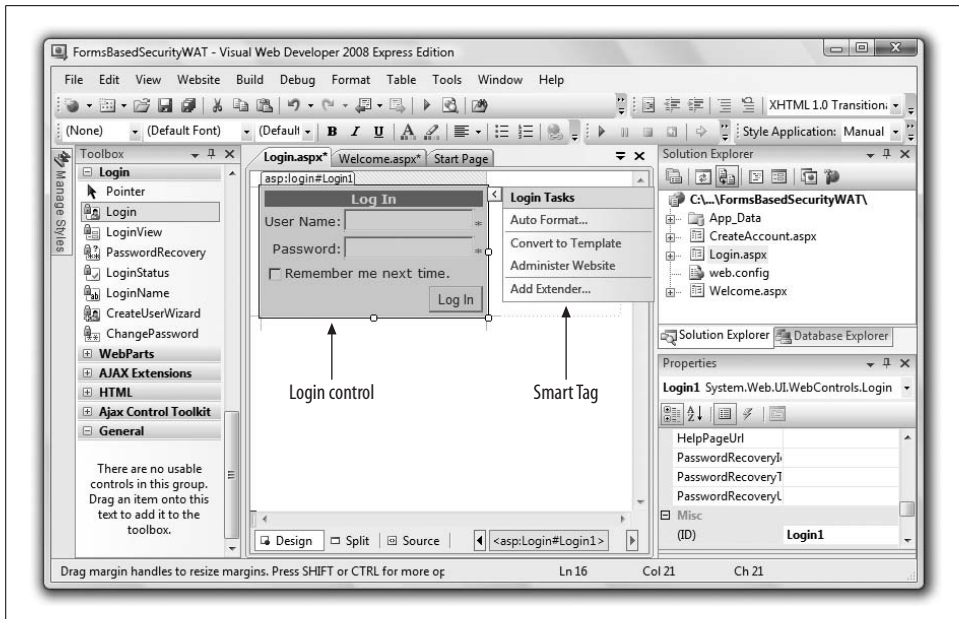 FormsBasedSecurityWAT - Visual Web Developer 2008 Express Edition
File Edit View Website Build Debug Format Table Tools Window Help
XHTML 1.0 Transition
(None) (Default Font) (Default B I U A Style Application: Manual
Manage Styles
Toolbox
Login
Pointer
Login
LoginView
PasswordRecovery
LoginStatus
LoginName
CreateUserWizard
ChangePassword
WebParts
AJAX Extensions
HTML
Ajax Control Toolkit
General
There are no usable
controls in this group.
Drag an item onto this
text to add it to the
toolbox.
Login.aspx* Welcome.aspx* Start Page
asp:login#Login1
Log In
User Name: *
Password: *
Remember me next time.
Log In
Login Tasks
Auto Format...
Convert to Template
Administer Website
Add Extender...
Login control
Smart Tag
Design Split Source <asp:Login#Login1>
Solution Explorer
C:\...\FormsBasedSecurityWAT\
App_Data
CreateAccount.aspx
Login.aspx
web.config
Welcome.aspx
Solution Explorer Database Explorer
Properties
Login1 System.Web.UI.WebControls.Login
HelpPageUrl
PasswordRecoveryI
PasswordRecoveryT
PasswordRecoveryU
Misc
(ID) Login1
Drag margin handles to resize margins. Press SHIFT or CTRL for more op Ln 16 Col 21 Ch 21